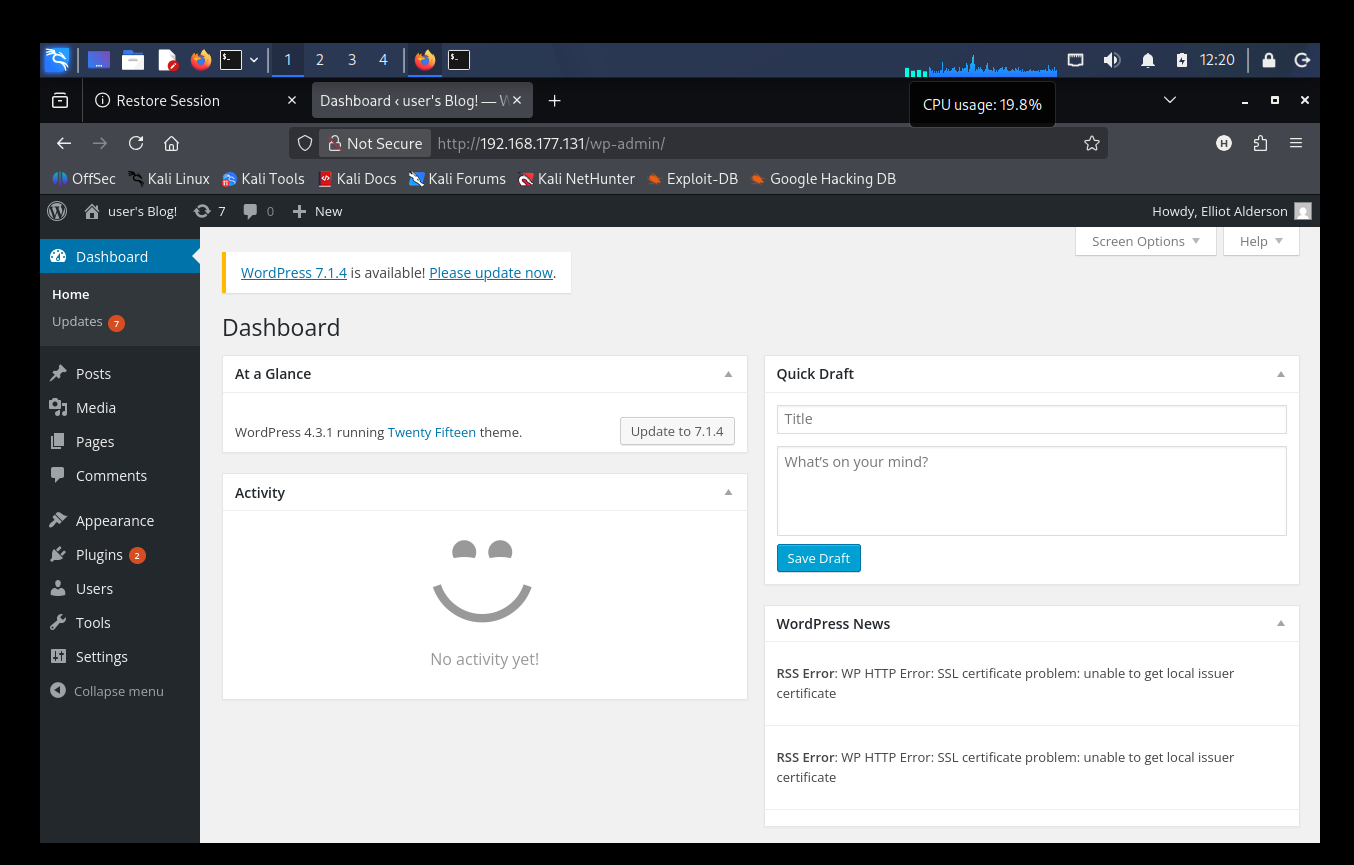 1 2 3 4 12:20
Restore Session Dashboard ‹ user's Blog! — W
CPU usage: 19.8%
Not Secure http://192.168.177.131/wp-admin/ H
OffSec Kali Linux Kali Tools Kali Docs Kali Forums Kali NetHunter Exploit-DB Google Hacking DB
user's Blog! 7 0 New Howdy, Elliot Alderson
Screen Options Help
Dashboard
Home
Updates 7
Posts
Media
Pages
Comments
Appearance
Plugins 2
Users
Tools
Settings
Collapse menu
WordPress 7.1.4 is available! Please update now.
Dashboard
At a Glance
WordPress 4.3.1 running Twenty Fifteen theme. Update to 7.1.4
Activity
No activity yet!
Quick Draft
Title
What's on your mind?
Save Draft
WordPress News
RSS Error: WP HTTP Error: SSL certificate problem: unable to get local issuer
certificate
RSS Error: WP HTTP Error: SSL certificate problem: unable to get local issuer
certificate